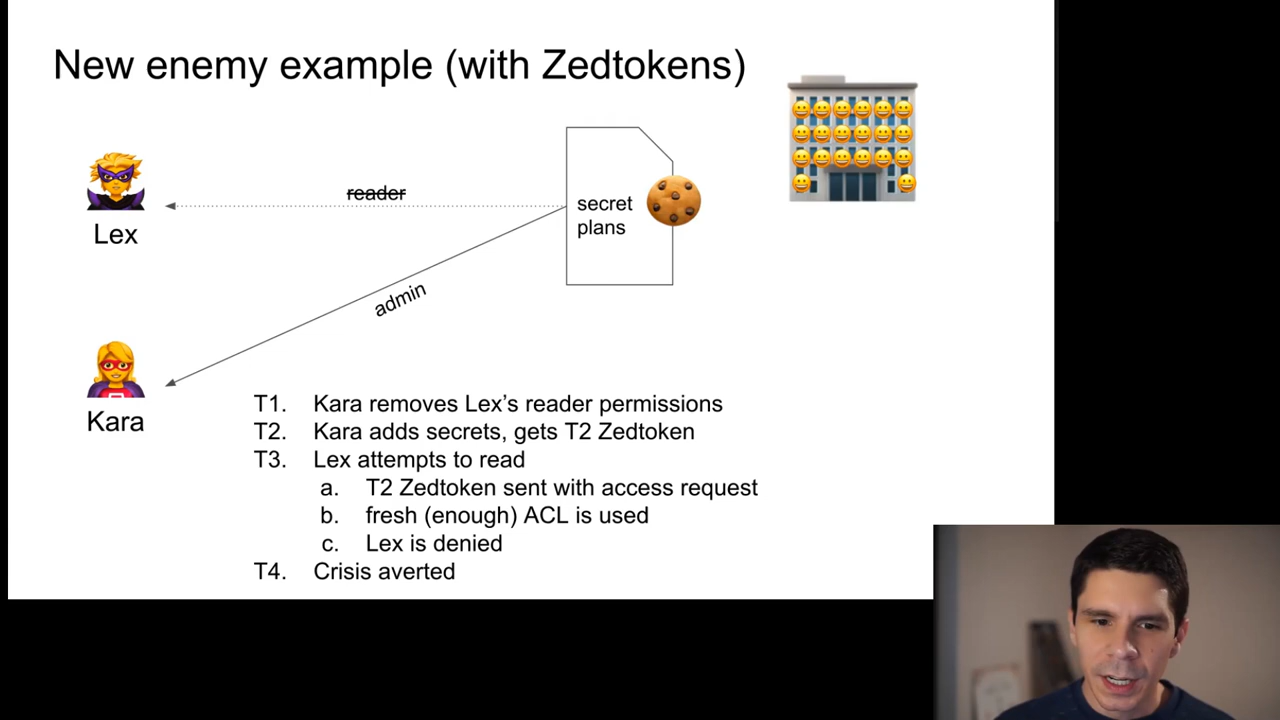 New enemy example (with Zedtokens)
reader
secret
plans
Lex
admin
Kara
T1. Kara removes Lex's reader permissions
T2. Kara adds secrets, gets T2 Zedtoken
T3. Lex attempts to read
a. T2 Zedtoken sent with access request
b. fresh (enough) ACL is used
c. Lex is denied
T4. Crisis averted